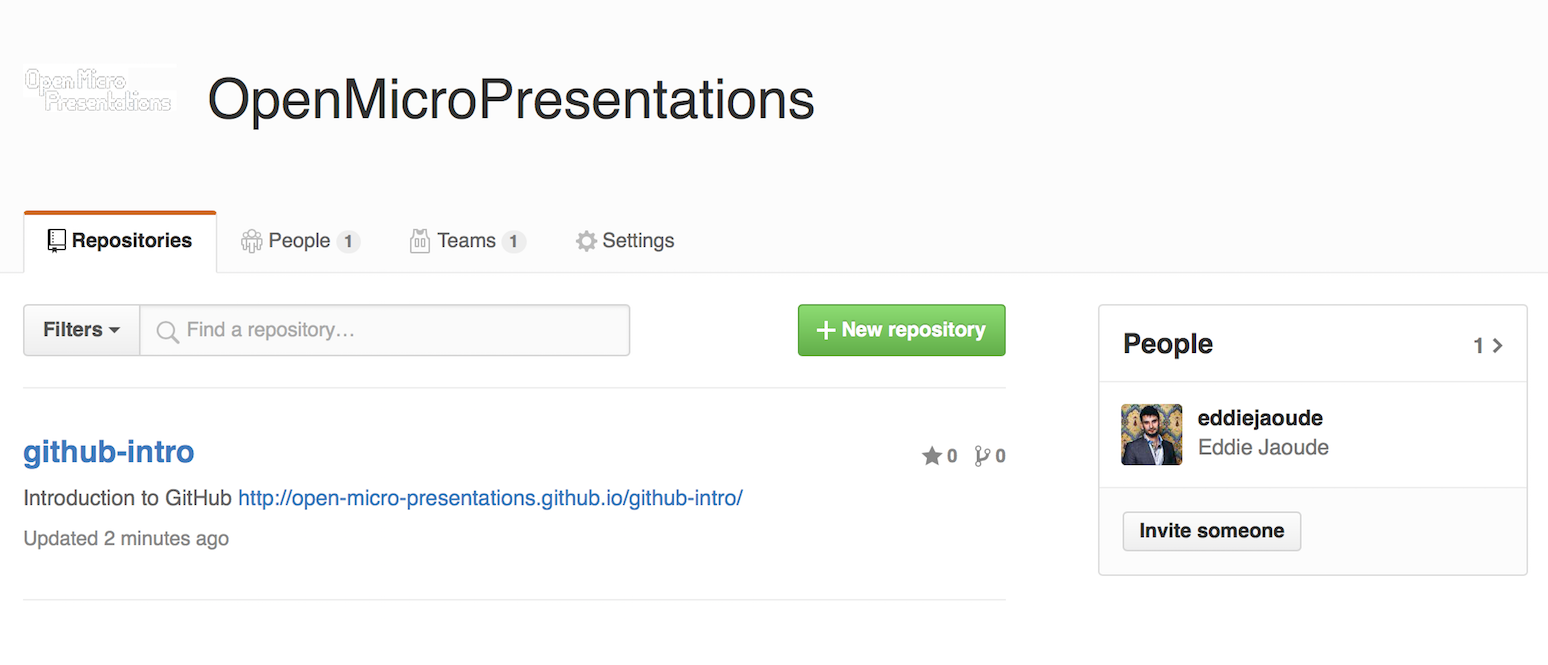 Open Micro
Presentations
OpenMicroPresentations
Repositories People 1 Teams 1 Settings
Filters Find a repository… + New repository
People 1
github-intro 0 0
Introduction to GitHub http://open-micro-presentations.github.io/github-intro/
Updated 2 minutes ago
eddiejaoude
Eddie Jaoude
Invite someone